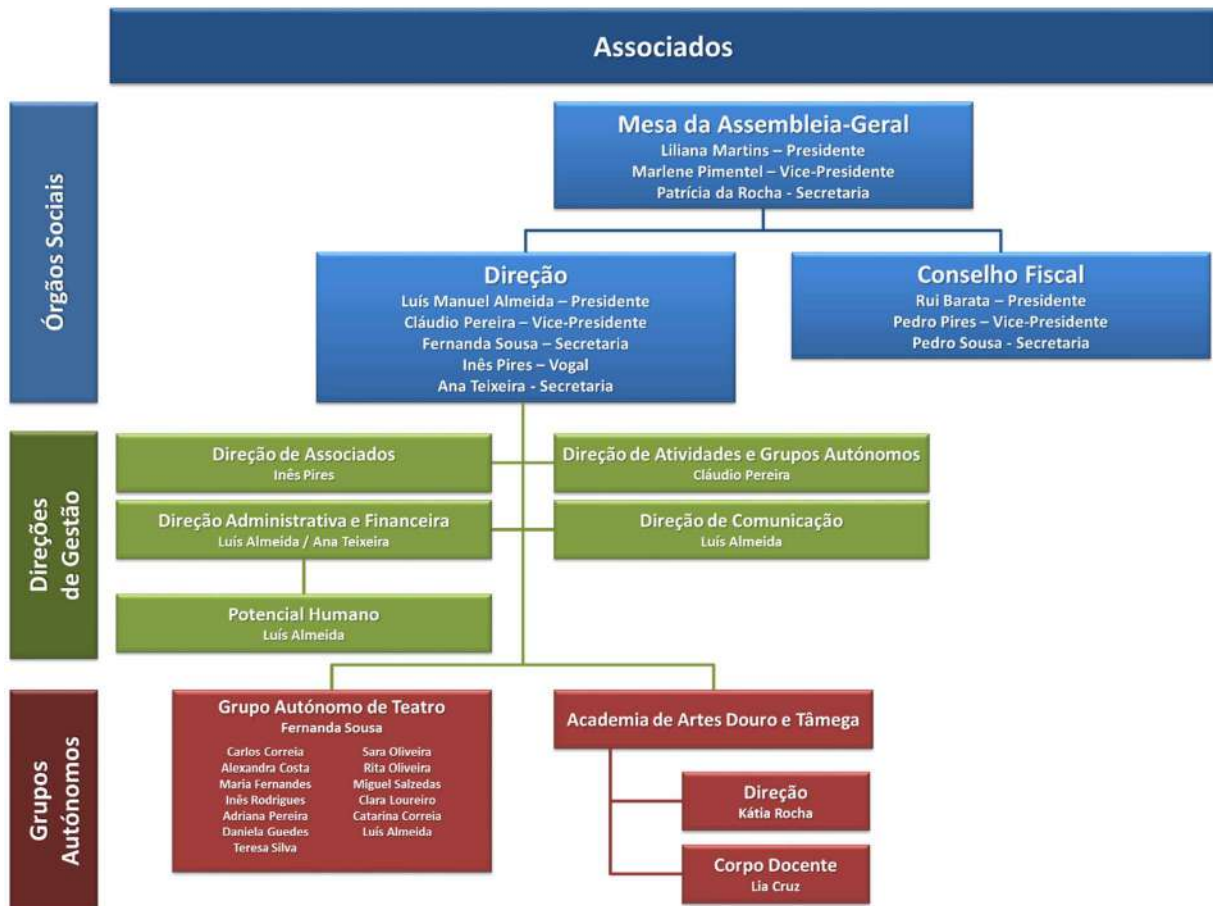 Associados
Órgãos Sociais
Mesa da Assembleia-Geral
Liliana Martins – Presidente
Marlene Pimentel – Vice-Presidente
Patrícia da Rocha - Secretaria
Direção
Luís Manuel Almeida – Presidente
Cláudio Pereira – Vice-Presidente
Fernanda Sousa – Secretaria
Inês Pires – Vogal
Ana Teixeira - Secretaria
Conselho Fiscal
Rui Barata – Presidente
Pedro Pires – Vice-Presidente
Pedro Sousa - Secretaria
Direções
de Gestão
Direção de Associados
Inês Pires
Direção de Atividades e Grupos Autónomos
Cláudio Pereira
Direção Administrativa e Financeira
Luís Almeida / Ana Teixeira
Direção de Comunicação
Luís Almeida
Potencial Humano
Luís Almeida
Grupos
Autónomos
Grupo Autónomo de Teatro
Fernanda Sousa
Carlos Correia
Alexandra Costa
Maria Fernandes
Inês Rodrigues
Adriana Pereira
Daniela Guedes
Teresa Silva
Sara Oliveira
Rita Oliveira
Miguel Salzedas
Clara Loureiro
Catarina Correia
Luís Almeida
Academia de Artes Douro e Tâmega
Direção
Kátia Rocha
Corpo Docente
Lia Cruz